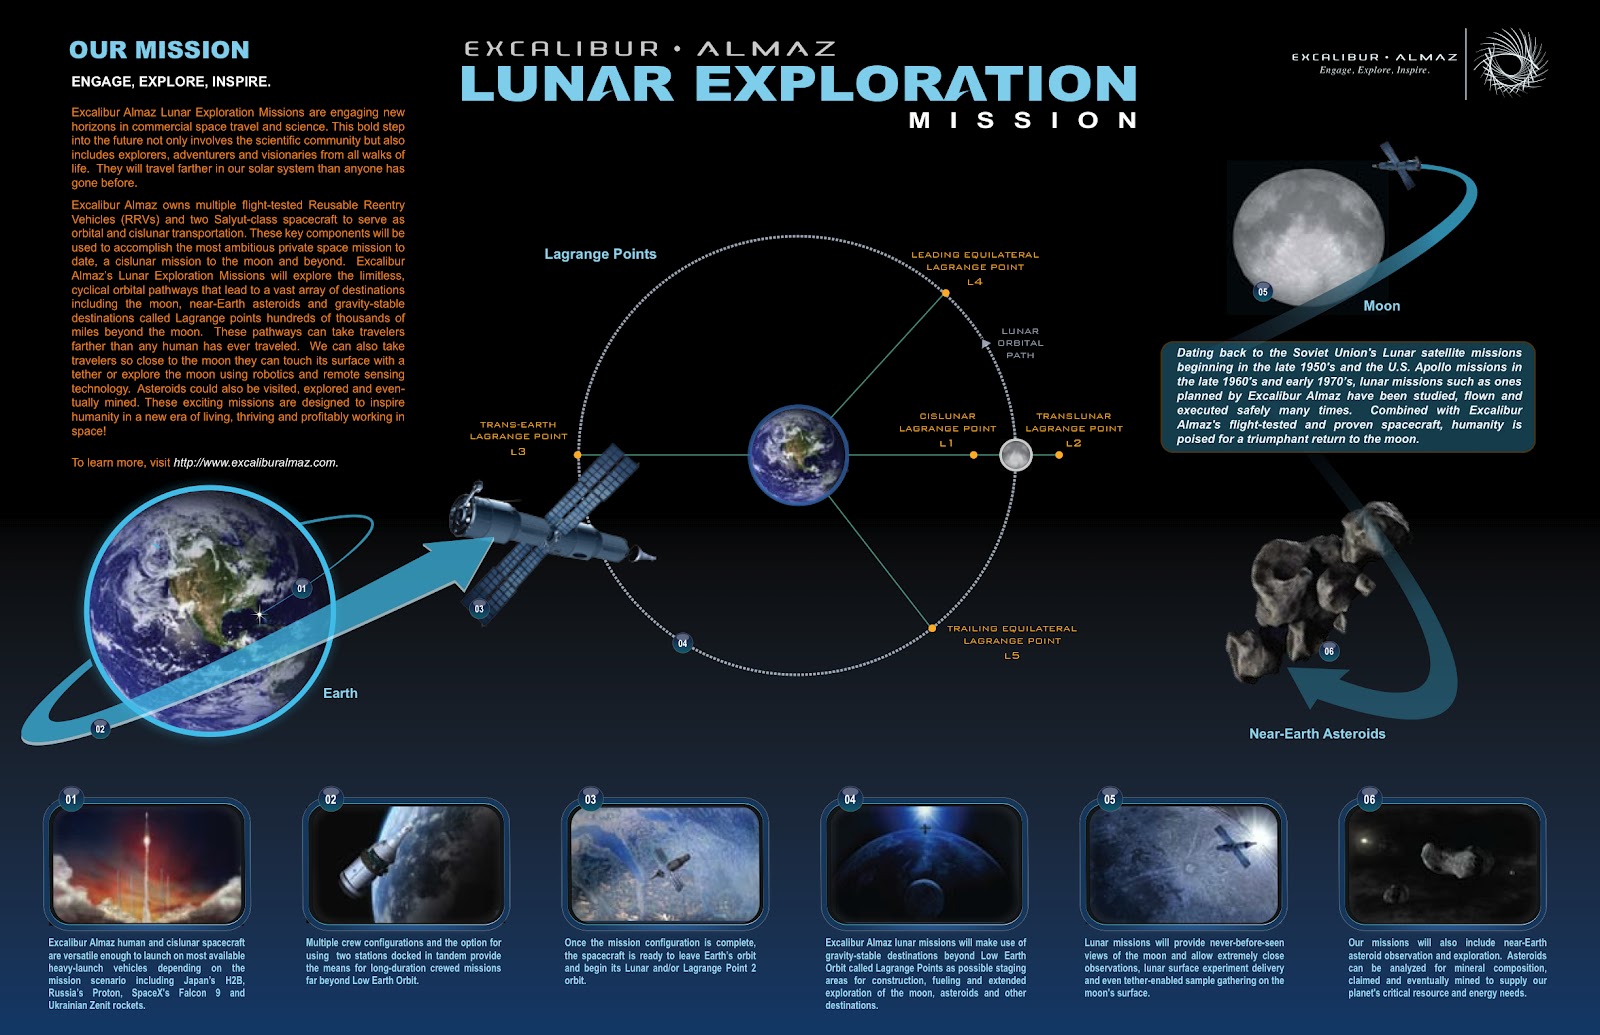 OUR MISSION
ENGAGE, EXPLORE, INSPIRE.
Excalibur Almaz Lunar Exploration Missions are engaging new
horizons in commercial space travel and science. This bold step
into the future not only involves the scientific community but also
includes explorers, adventurers and visionaries from all walks of
life. They will travel farther in our solar system than anyone has
gone before.
Excalibur Almaz owns multiple flight-tested Reusable Reentry
Vehicles (RRVs) and two Salyut-class spacecraft to serve as
orbital and cislunar transportation. These key components will be
used to accomplish the most ambitious private space mission to
date, a cislunar mission to the moon and beyond. Excalibur
Almaz's Lunar Exploration Missions will explore the limitless,
cyclical orbital pathways that lead to a vast array of destinations
including the moon, near-Earth asteroids and gravity-stable
destinations called Lagrange points hundreds of thousands of
miles beyond the moon. These pathways can take travelers
farther than any human has ever traveled. We can also take
travelers so close to the moon they can touch its surface with a
tether or explore the moon using robotics and remote sensing
technology. Asteroids could also be visited, explored and even-
tually mined. These exciting missions are designed to inspire
humanity in a new era of living, thriving and profitably working in
space!
To learn more, visit http://www.excaliburalmaz.com.
EXCALIBUR • ALMAZ
LUNAR EXPLORATION
MISSION
EXCALIBUR • ALMAZ
Engage, Explore, Inspire.
Lagrange Points
LEADING EQUILATERAL
LAGRANGE POINT
L4
LUNAR
ORBITAL
PATH
TRANS-EARTH
LAGRANGE POINT
L3
CISLUNAR
LAGRANGE POINT
L1
TRANSLUNAR
LAGRANGE POINT
L2
TRAILING EQUILATERAL
LAGRANGE POINT
L5
01
02
Earth
03
04
05
Moon
Dating back to the Soviet Union's Lunar satellite missions
beginning in the late 1950's and the U.S. Apollo missions in
the late 1960's and early 1970's, lunar missions such as ones
planned by Excalibur Almaz have been studied, flown and
executed safely many times. Combined with Excalibur
Almaz's flight-tested and proven spacecraft, humanity is
poised for a triumphant return to the moon.
06
Near-Earth Asteroids
01
Excalibur Almaz human and cislunar spacecraft
are versatile enough to launch on most available
heavy-launch vehicles depending on the
mission scenario including Japan's H2B,
Russia's Proton, SpaceX's Falcon 9 and
Ukrainian Zenit rockets.
02
Multiple crew configurations and the option for
using two stations docked in tandem provide
the means for long-duration crewed missions
far beyond Low Earth Orbit.
03
Once the mission configuration is complete,
the spacecraft is ready to leave Earth's orbit
and begin its Lunar and/or Lagrange Point 2
orbit.
04
Excalibur Almaz lunar missions will make use of
gravity-stable destinations beyond Low Earth
Orbit called Lagrange Points as possible staging
areas for construction, fueling and extended
exploration of the moon, asteroids and other
destinations.
05
Lunar missions will provide never-before-seen
views of the moon and allow extremely close
observations, lunar surface experiment delivery
and even tether-enabled sample gathering on the
moon's surface.
06
Our missions will also include near-Earth
asteroid observation and exploration. Asteroids
can be analyzed for mineral composition,
claimed and eventually mined to supply our
planet's critical resource and energy needs.